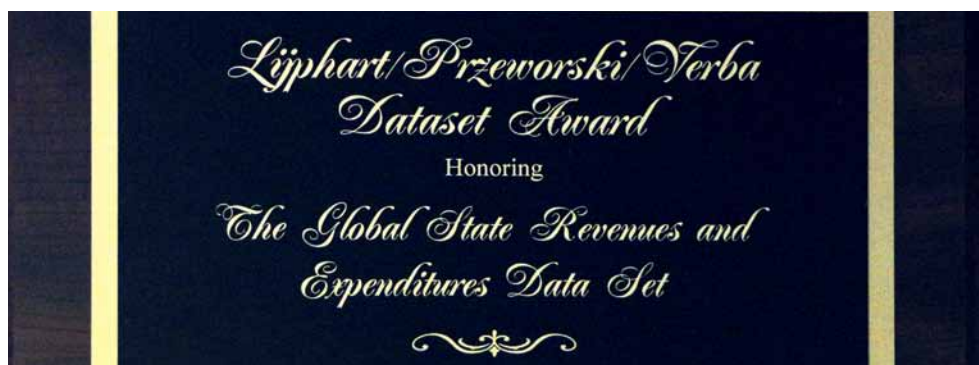 Lijphart/Przeworski/Verba
Dataset Award
Honoring
The Global State Revenues and
Expenditures Data Set